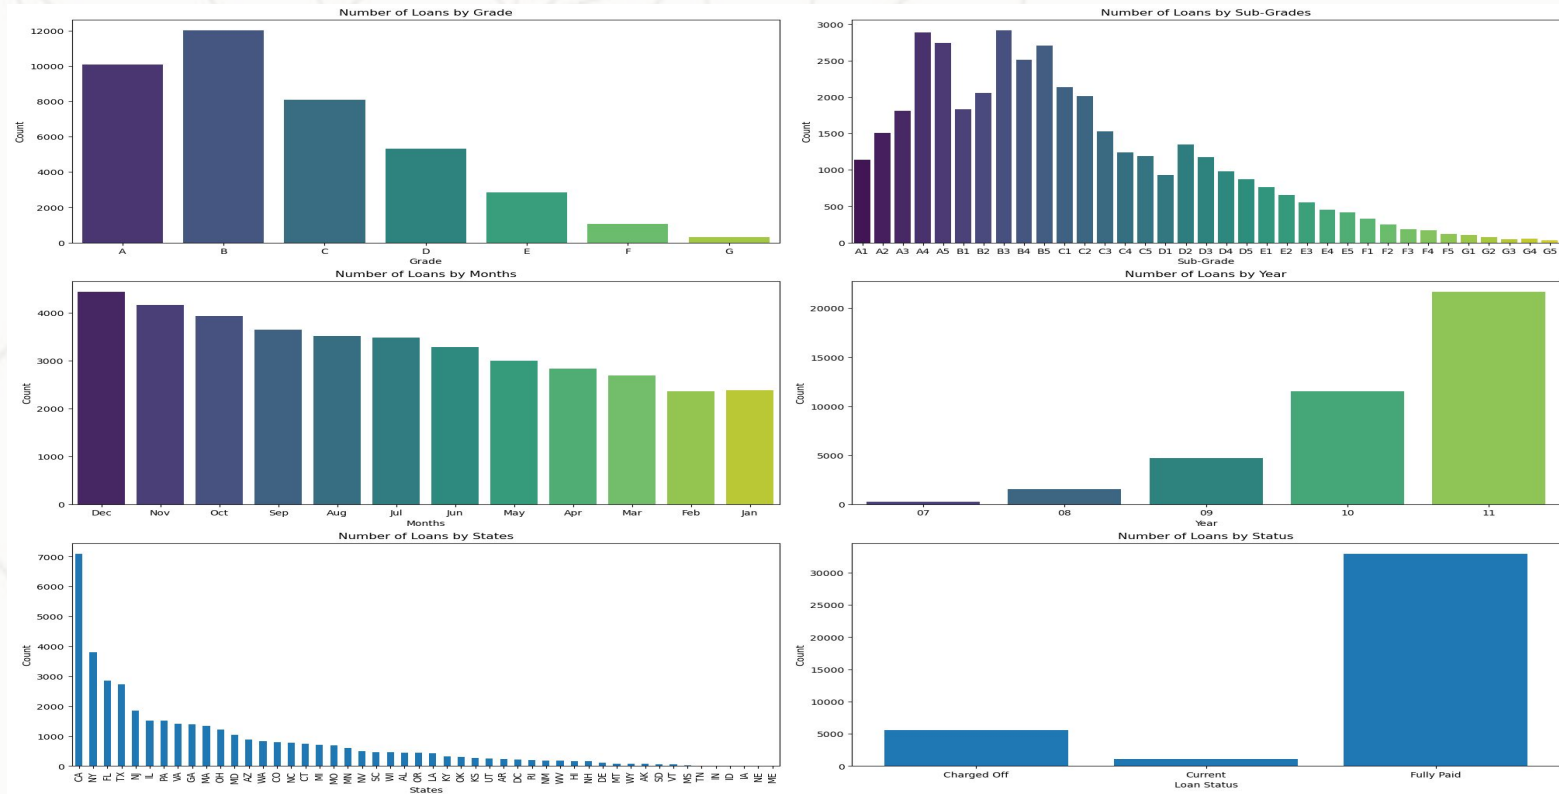 Number of Loans by Grade
12000
10000
8000
6000
4000
2000
0
Count
A B C D E F G
Grade
Number of Loans by Sub-Grades
3000
2500
2000
1500
1000
500
0
Count
A1 A2 A3 A4 A5 B1 B2 B3 B4 B5 C1 C2 C3 C4 C5 D1 D2 D3 D4 D5 E1 E2 E3 E4 E5 F1 F2 F3 F4 F5 G1 G2 G3 G4 G5
Sub-Grade
Number of Loans by Months
4000
3000
2000
1000
0
Count
Dec Nov Oct Sep Aug Jul Jun May Apr Mar Feb Jan
Months
Number of Loans by Year
20000
15000
10000
5000
0
Count
07 08 09 10 11
Year
Number of Loans by States
7000
6000
5000
4000
3000
2000
1000
0
Count
CA NY FL TX NJ IL PA VA GA MA OH MD AZ WA CO NC CT MI MO MN NV SC WI AL OR LA KY OK KS UT AR DC RI NM WV HI NH DE MT WY AK SD VT MS TN IN ID IA NE ME
States
Number of Loans by Status
30000
25000
20000
15000
10000
5000
0
Count
Charged Off Current Fully Paid
Loan Status